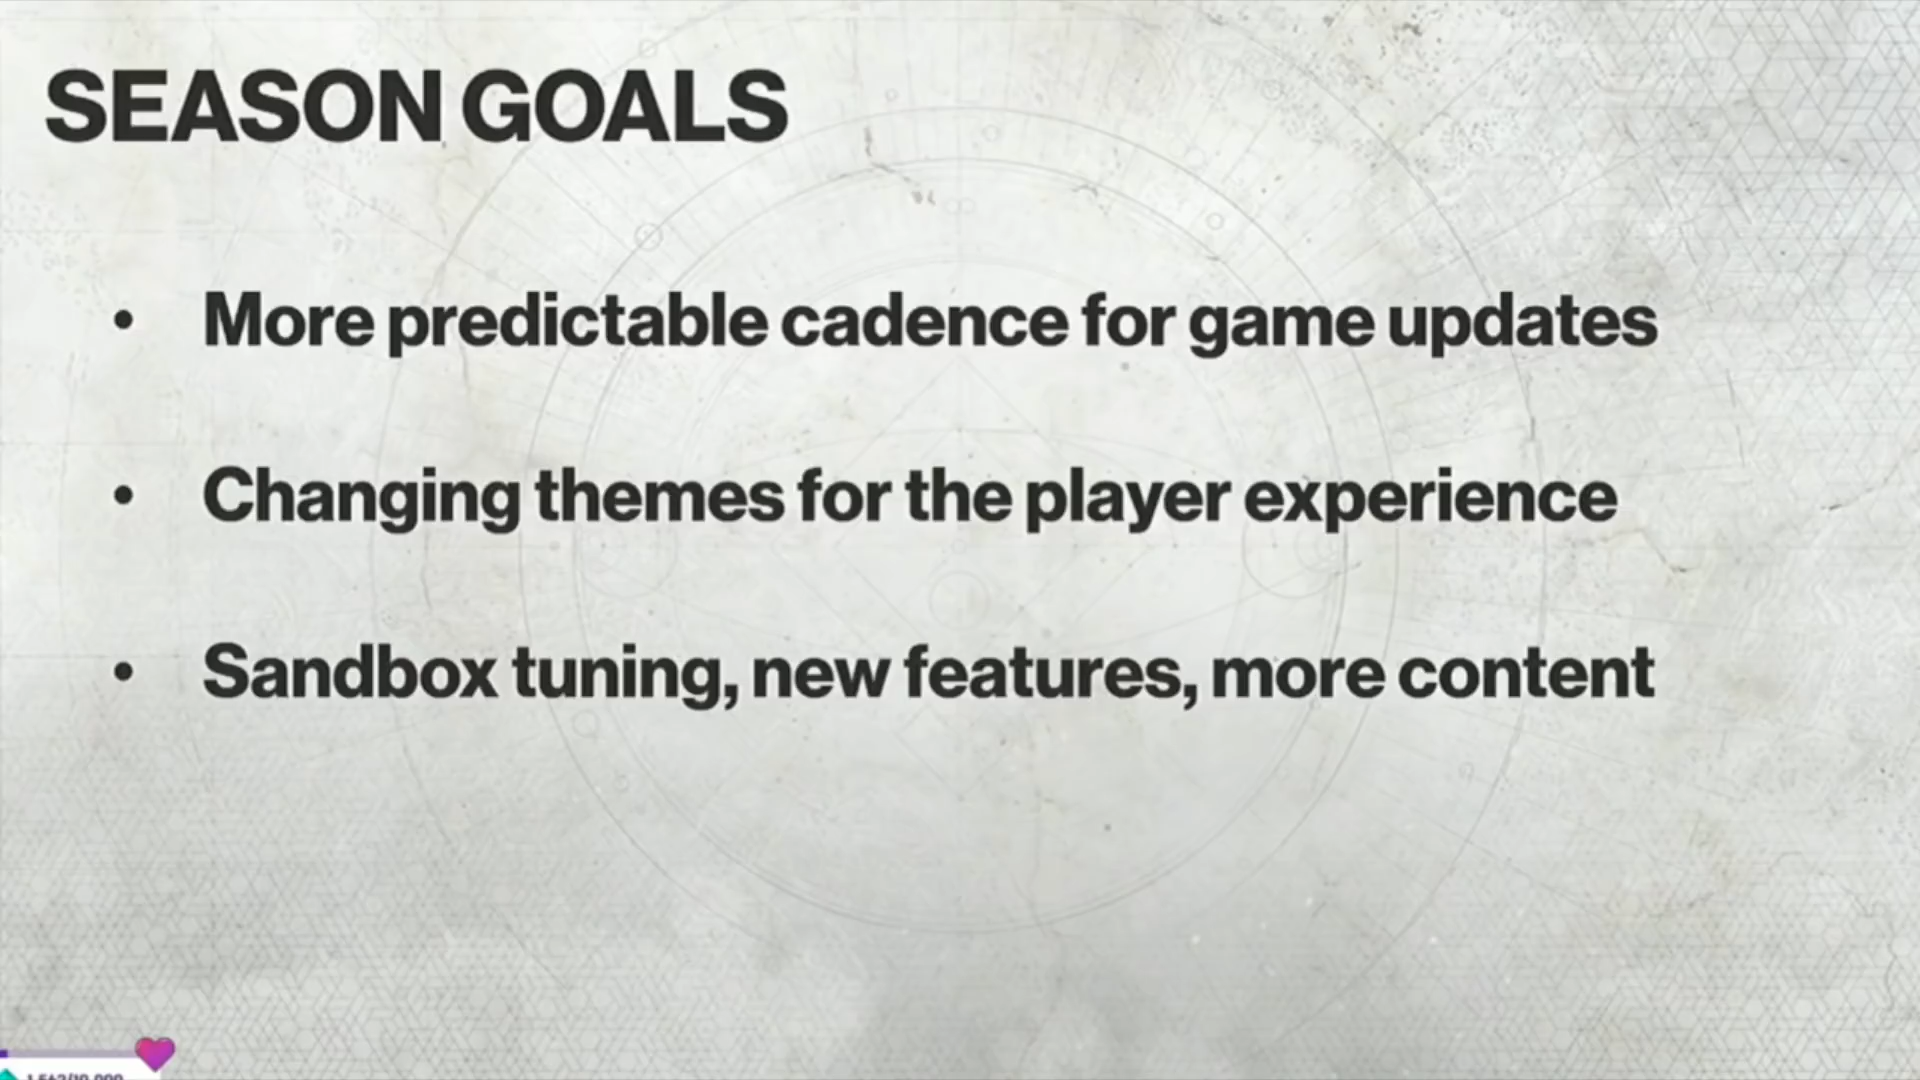 SEASON GOALS
• More predictable cadence for game updates
• Changing themes for the player experience
• Sandbox tuning, new features, more content